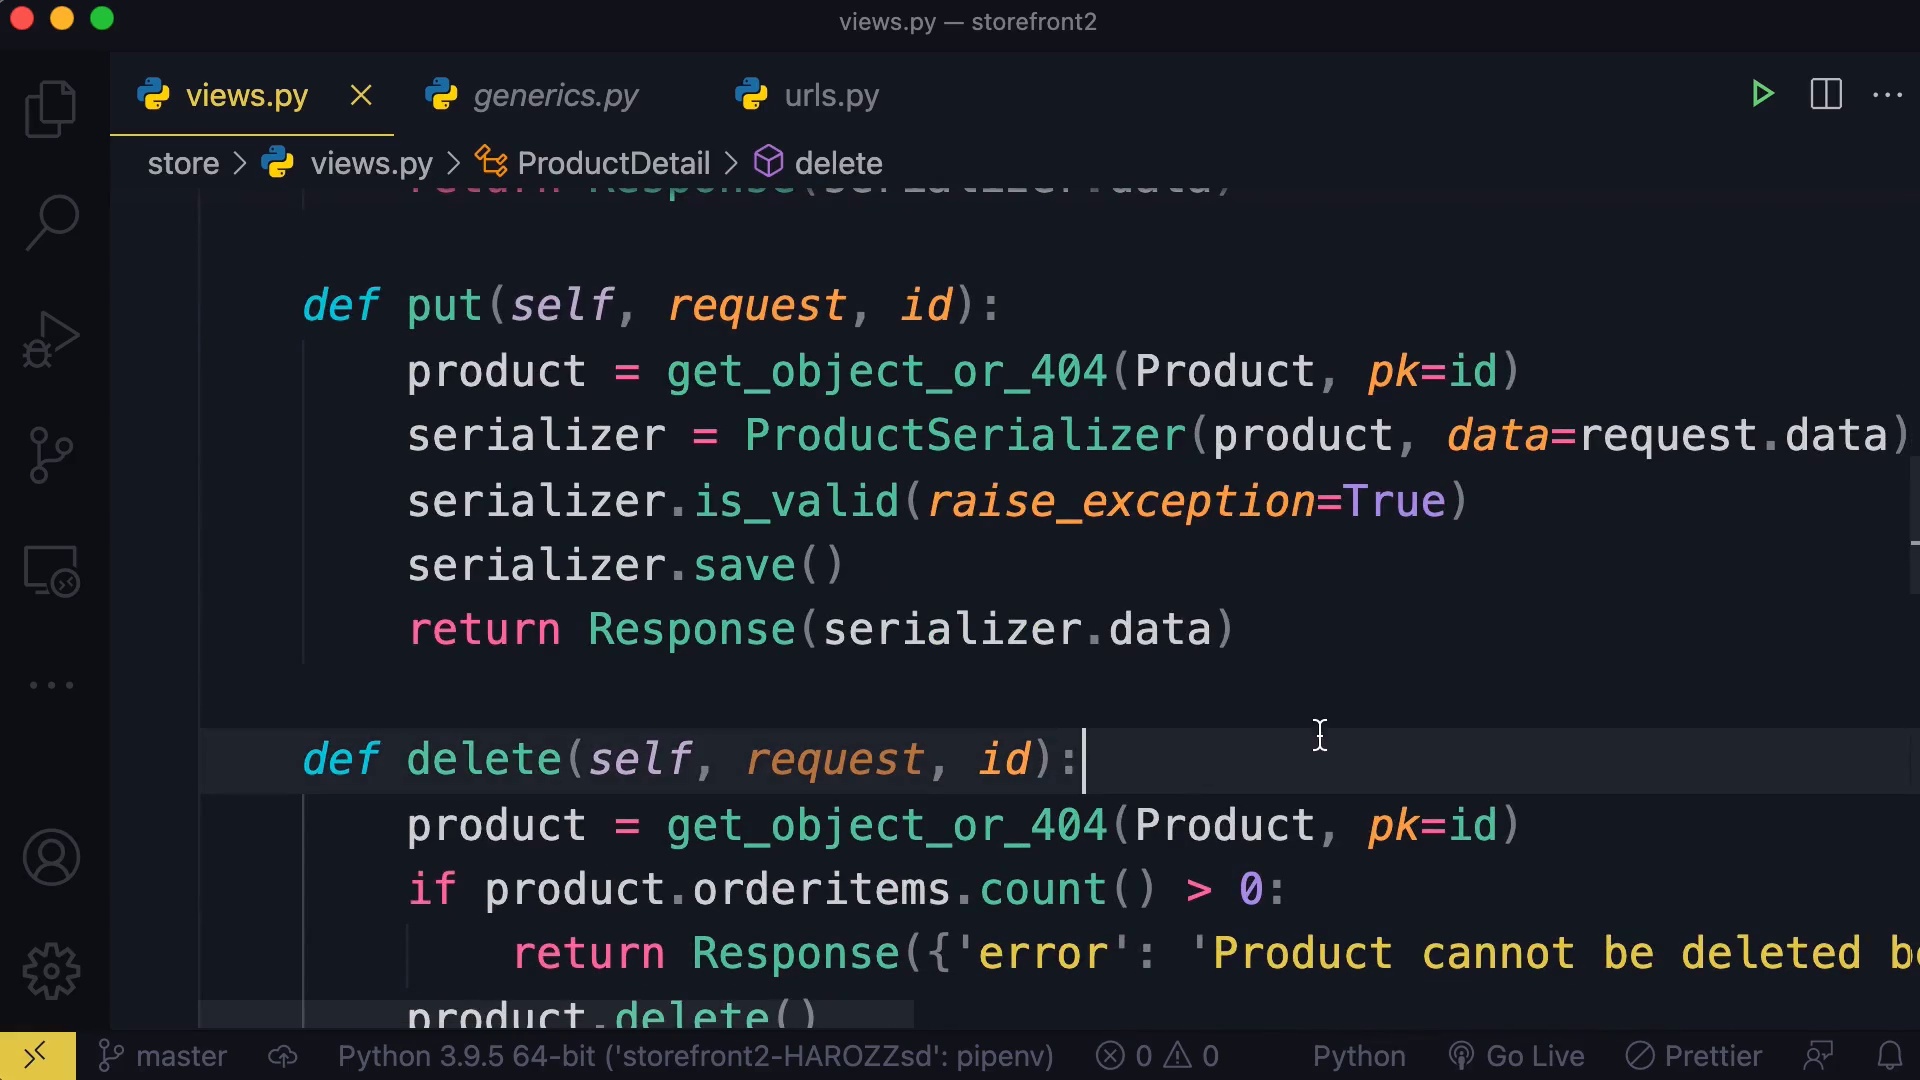 views.py — storefront2
views.py generics.py urls.py
store > views.py > ProductDetail > delete
return Response(serializer.data)
def put(self, request, id):
product = get_object_or_404(Product, pk=id)
serializer = ProductSerializer(product, data=request.data)
serializer.is_valid(raise_exception=True)
serializer.save()
return Response(serializer.data)
def delete(self, request, id):
product = get_object_or_404(Product, pk=id)
if product.orderitems.count() > 0:
return Response({'error': 'Product cannot be deleted be
product.delete()
master Python 3.9.5 64-bit ('storefront2-HAROZZsd': pipenv) 0 0 Python Go Live Prettier